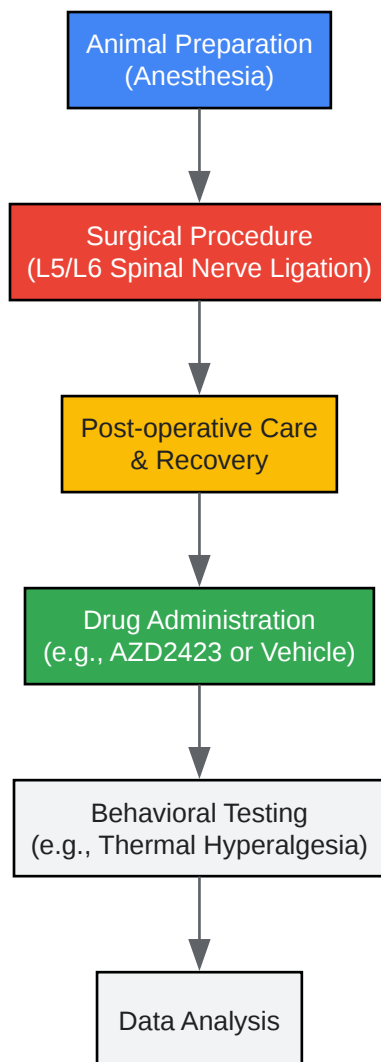 Animal Preparation
(Anesthesia)
Surgical Procedure
(L5/L6 Spinal Nerve Ligation)
Post-operative Care
& Recovery
Drug Administration
(e.g., AZD2423 or Vehicle)
Behavioral Testing
(e.g., Thermal Hyperalgesia)
Data Analysis